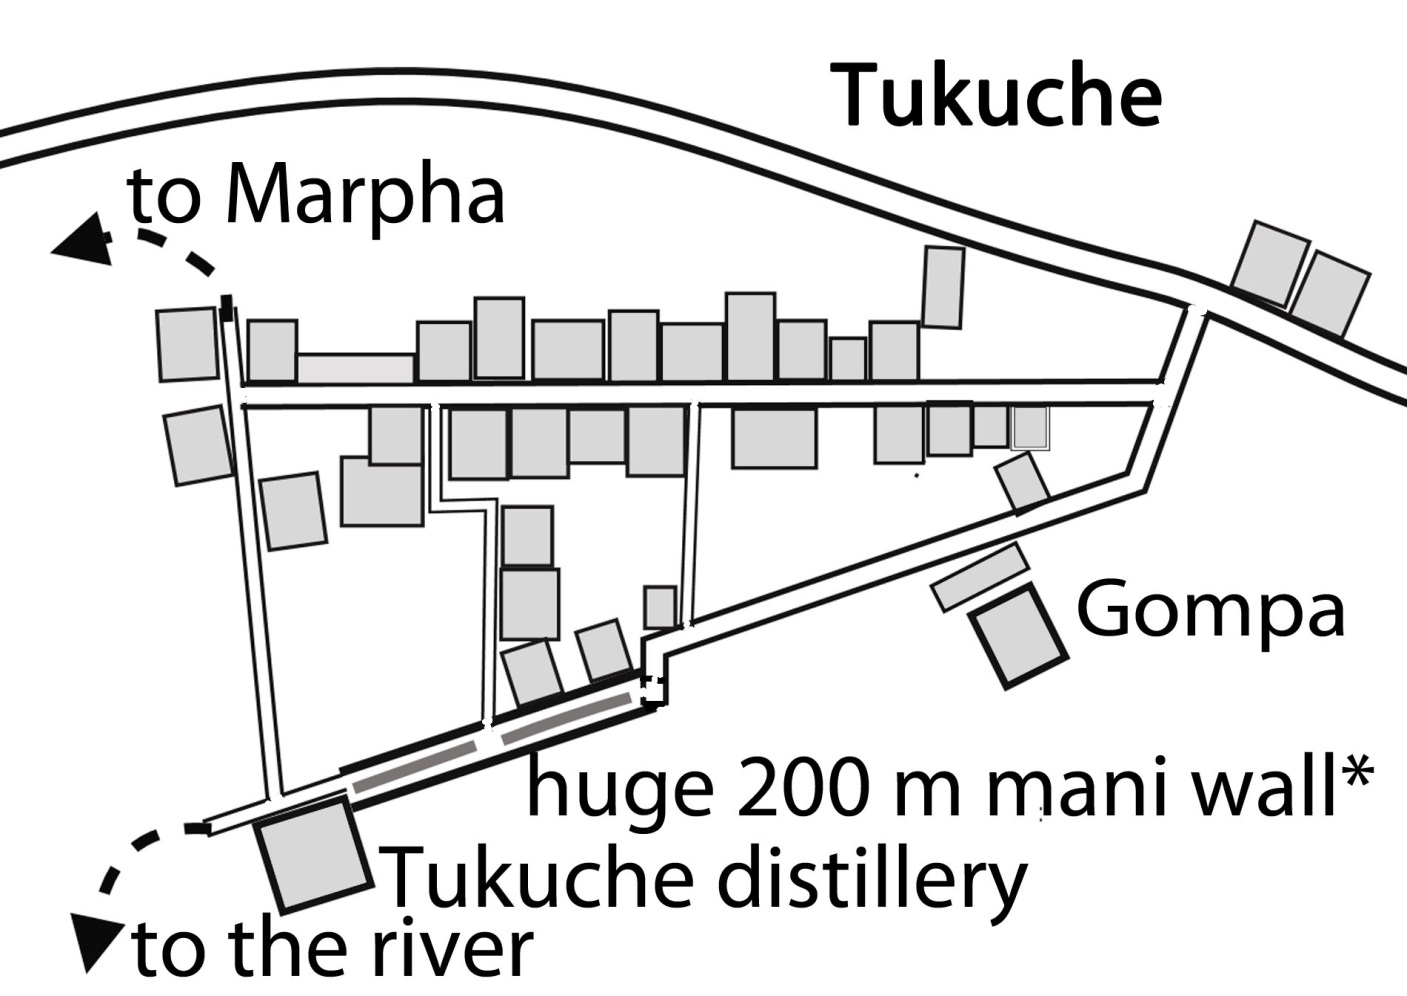 Tukuche
to Marpha
Gompa
huge 200 m mani wall*
Tukuche distillery
to the river